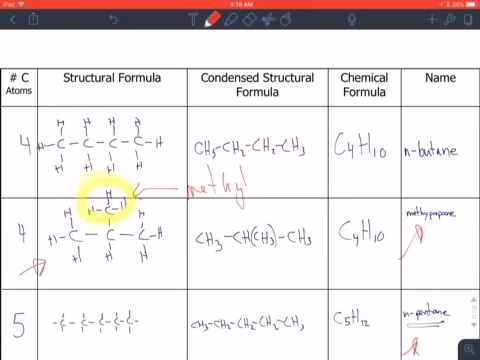 iPad
9:10 AM
86%
# C Atoms
Structural Formula
Condensed Structural Formula
Chemical Formula
Name
4
H H H H
H-C-C-C-C-H
H H H H
CH3-CH2-CH2-CH3
C4H10
n-butane
methyl
4
H
H-C-H
H H
H-C-C-C-H
H H H
CH3-CH(CH3)-CH3
C4H10
methylpropane
5
-C-C-C-C-C-
CH3-CH2-CH2-CH2-CH3
C5H12
n-pentane